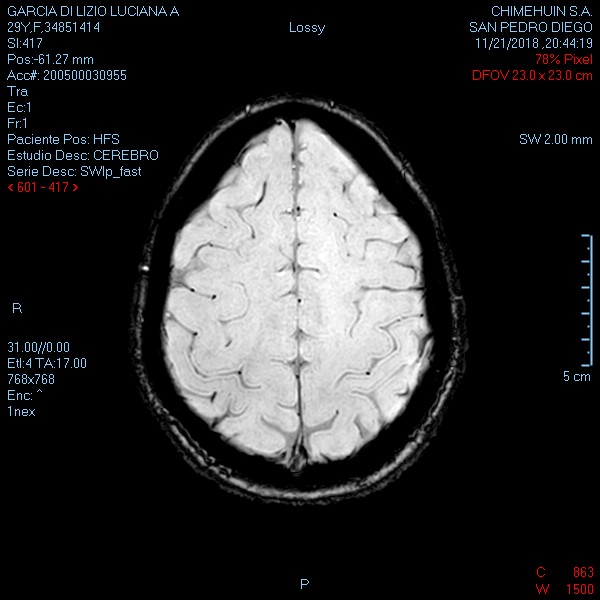 GARCIA DI LIZIO LUCIANA A
29Y,F,34851414
SI:417
Pos:-61.27 mm
Acc#: 200500030955
Tra
Ec:1
Fr:1
Paciente Pos: HFS
Estudio Desc: CEREBRO
Serie Desc: SWIp_fast
< 601 - 417 >
Lossy
CHIMEHUIN S.A.
SAN PEDRO DIEGO
11/21/2018 ,20:44:19
78% Pixel
DFOV 23.0 x 23.0 cm
SW 2.00 mm
R
31.00//0.00
Etl:4 TA:17.00
768x768
Enc: ^
1nex
5 cm
P
C 863
W 1500